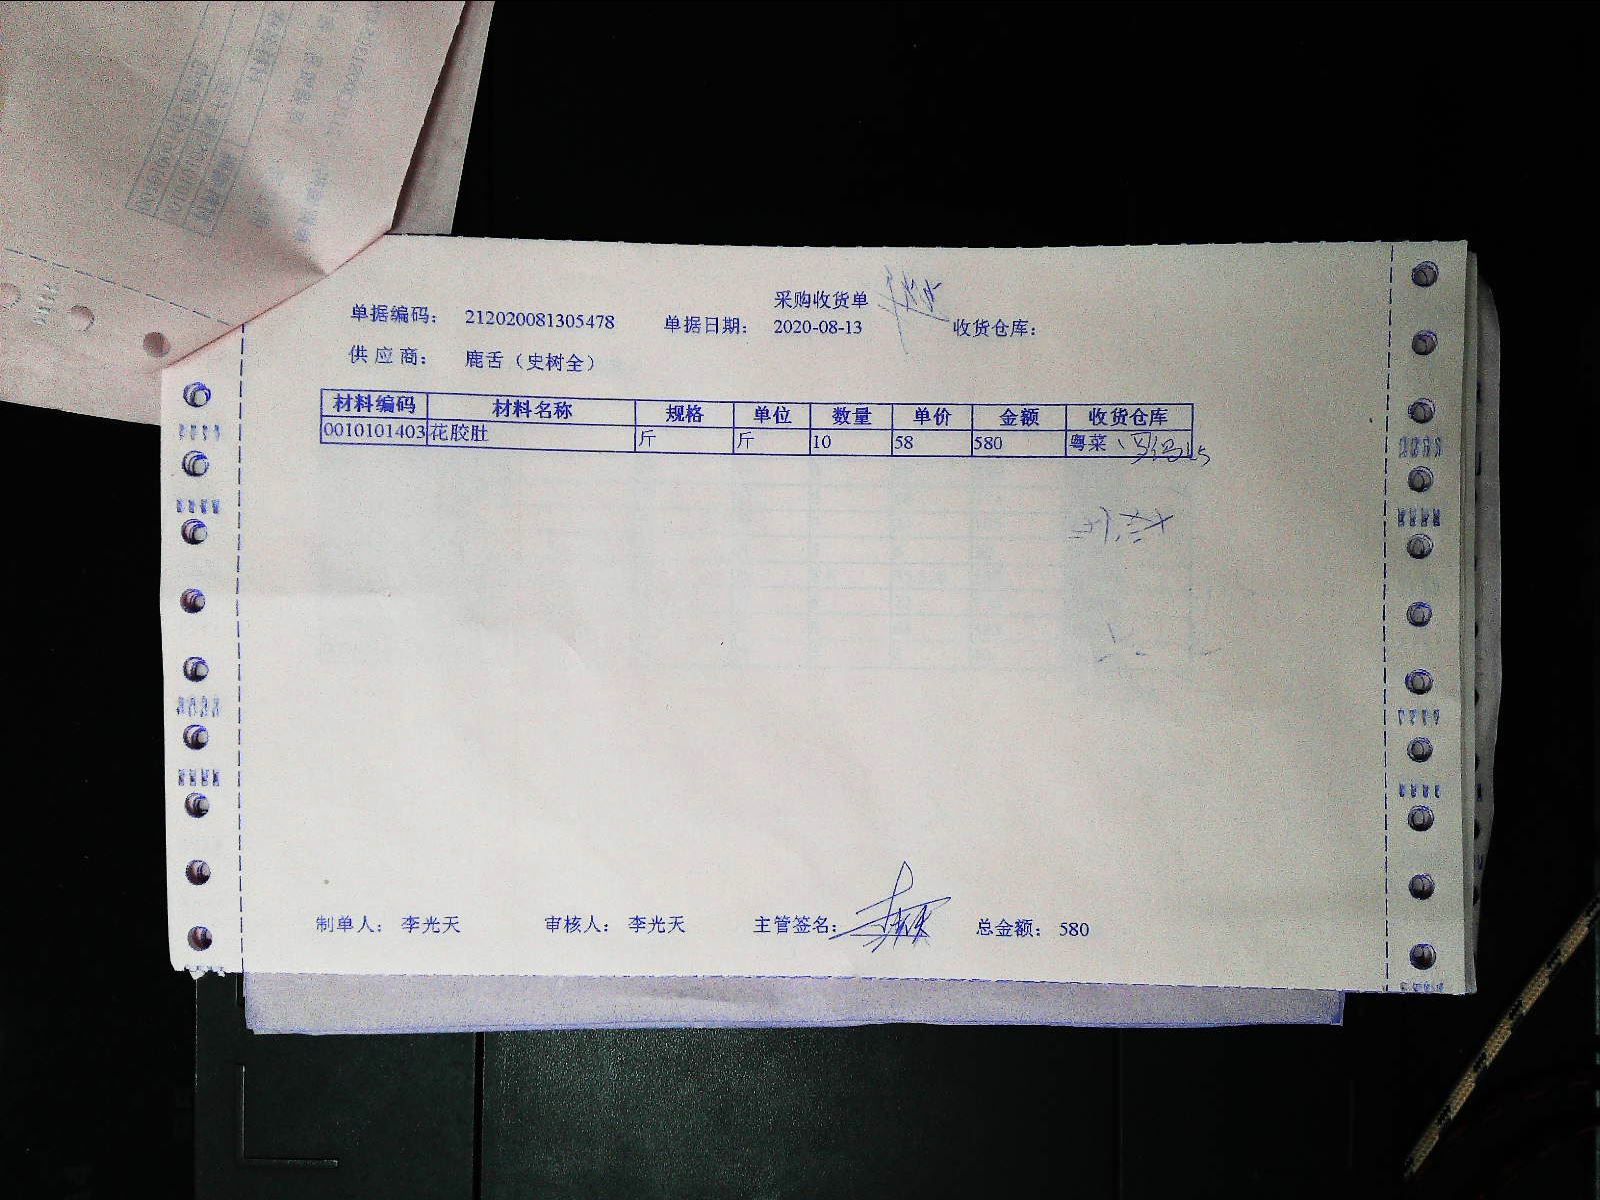 采购收货单
单据编码： 212020081305478 单据日期： 2020-08-13 收货仓库：
供应商： 鹿舌（史树全）
材料编码 材料名称 规格 单位 数量 单价 金额 收货仓库
0010101403 花胶肚 斤 斤 10 58 580 粤菜
制单人： 李光天 审核人： 李光天 主管签名： 总金额： 580